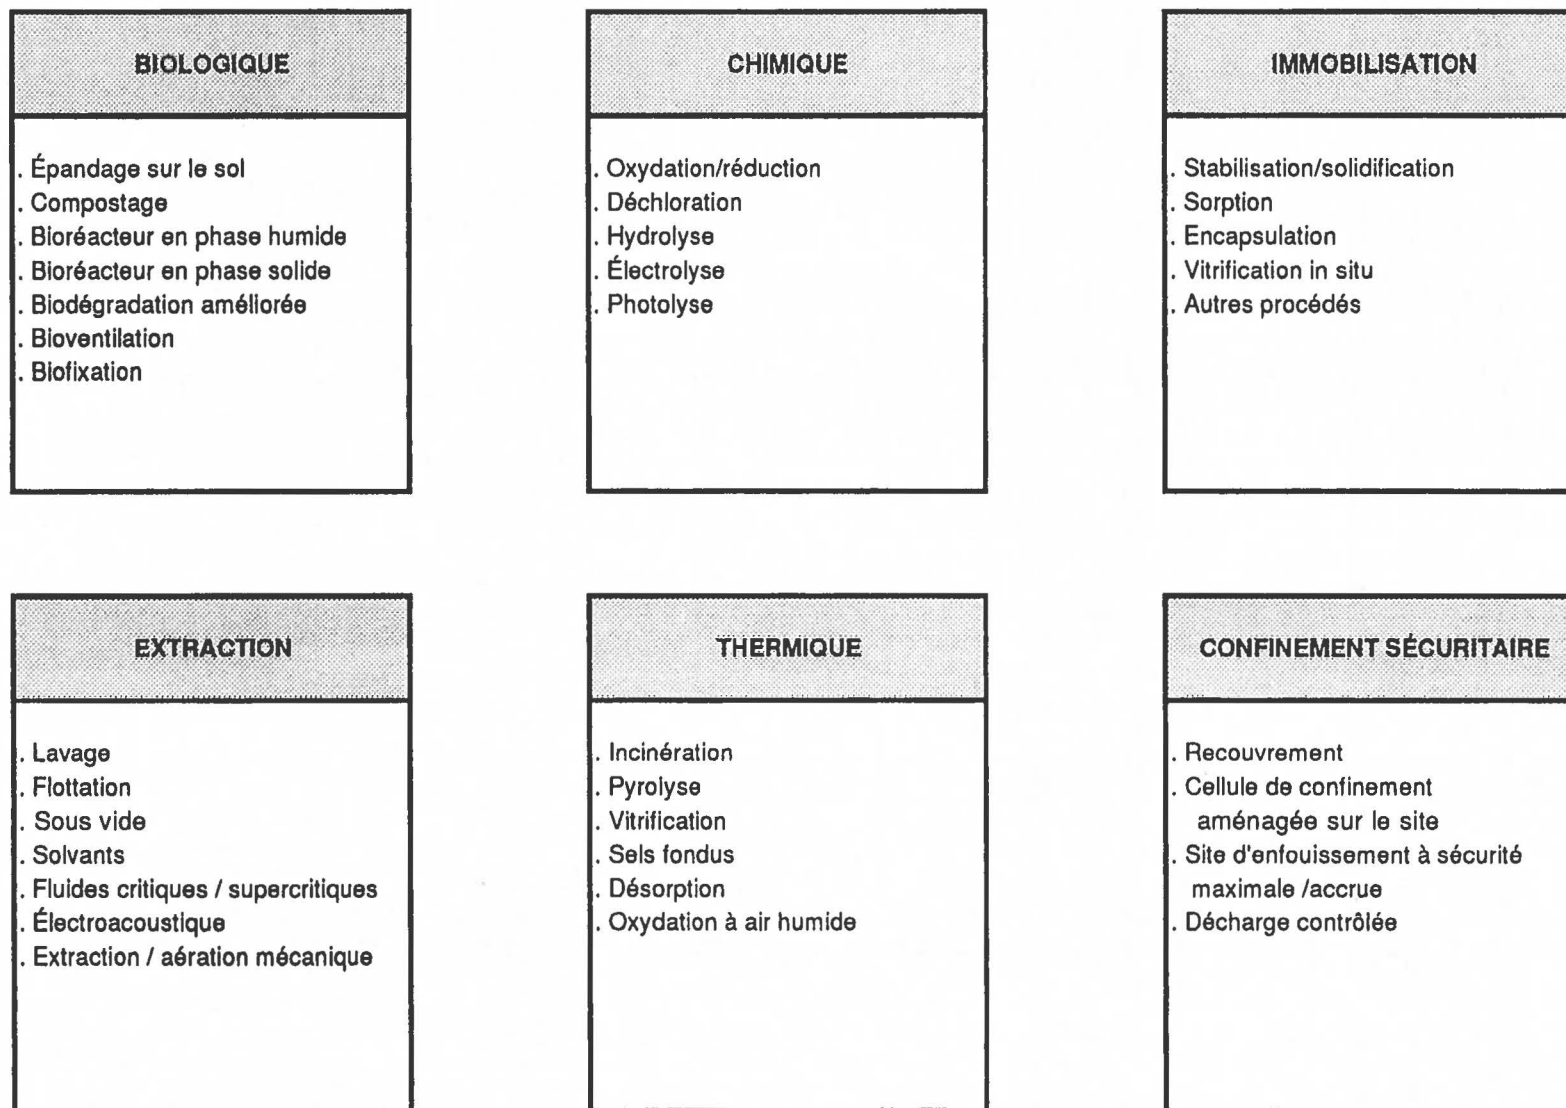 BIOLOGIQUE
. Épandage sur le sol
. Compostage
. Bioréacteur en phase humide
. Bioréacteur en phase solide
. Biodégradation améliorée
. Bioventilation
. Biofixation
CHIMIQUE
. Oxydation/réduction
. Déchloration
. Hydrolyse
. Électrolyse
. Photolyse
IMMOBILISATION
. Stabilisation/solidification
. Sorption
. Encapsulation
. Vitrification in situ
. Autres procédés
EXTRACTION
. Lavage
. Flottation
. Sous vide
. Solvants
. Fluides critiques / supercritiques
. Électroacoustique
. Extraction / aération mécanique
THERMIQUE
. Incinération
. Pyrolyse
. Vitrification
. Sels fondus
. Désorption
. Oxydation à air humide
CONFINEMENT SÉCURITAIRE
. Recouvrement
. Cellule de confinement
aménagée sur le site
. Site d'enfouissement à sécurité
maximale /accrue
. Décharge contrôlée